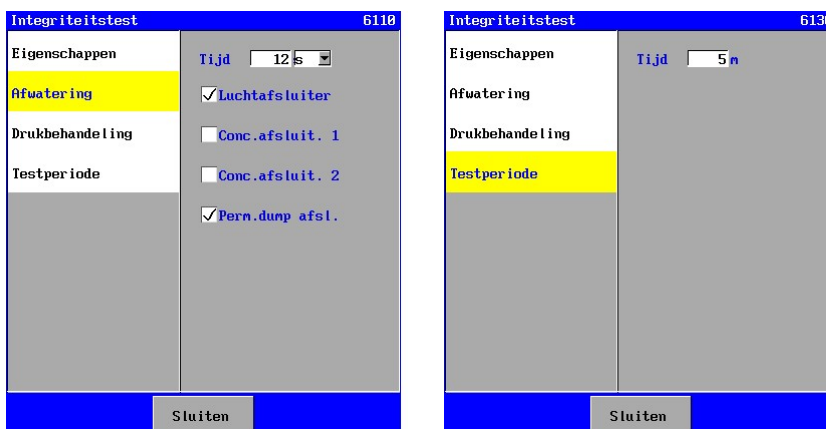 Integriteitstest 6110
Eigenschappen
Afwatering
Drukbehandeling
Testperiode
Tijd 12 s
Luchtafsluiter
Conc.afsluit. 1
Conc.afsluit. 2
Perm.dump afsl.
Sluiten
Integriteitstest 6130
Eigenschappen
Afwatering
Drukbehandeling
Testperiode
Tijd 5 m
Sluiten